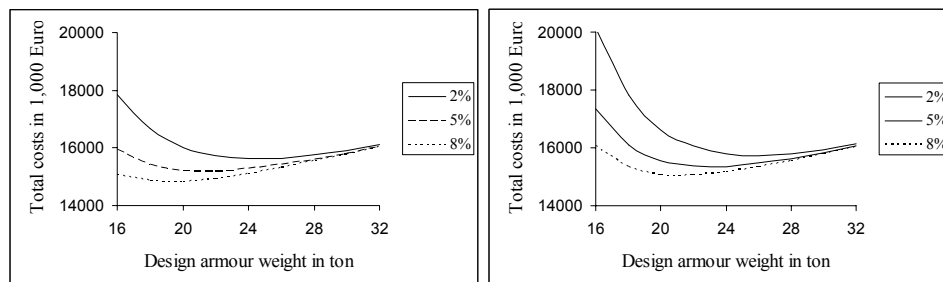 Total costs in 1,000 Euro
20000
18000
16000
14000
16 20 24 28 32
Design armour weight in ton
2%
5%
8%
Total costs in 1,000 Euro
20000
18000
16000
14000
16 20 24 28 32
Design armour weight in ton
2%
5%
8%